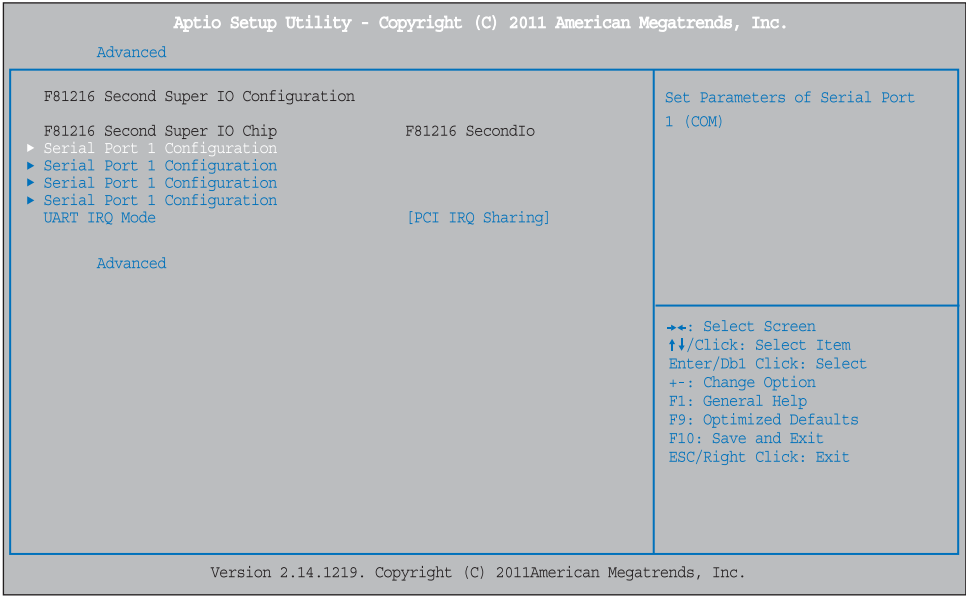 Aptio Setup Utility - Copyright (C) 2011 American Megatrends, Inc.
Advanced
F81216 Second Super IO Configuration
F81216 Second Super IO Chip F81216 SecondIo
▶ Serial Port 1 Configuration
▶ Serial Port 1 Configuration
▶ Serial Port 1 Configuration
▶ Serial Port 1 Configuration
UART IRQ Mode [PCI IRQ Sharing]
Advanced
Set Parameters of Serial Port
1 (COM)
→←: Select Screen
↑↓/Click: Select Item
Enter/Db1 Click: Select
+-: Change Option
F1: General Help
F9: Optimized Defaults
F10: Save and Exit
ESC/Right Click: Exit
Version 2.14.1219. Copyright (C) 2011American Megatrends, Inc.